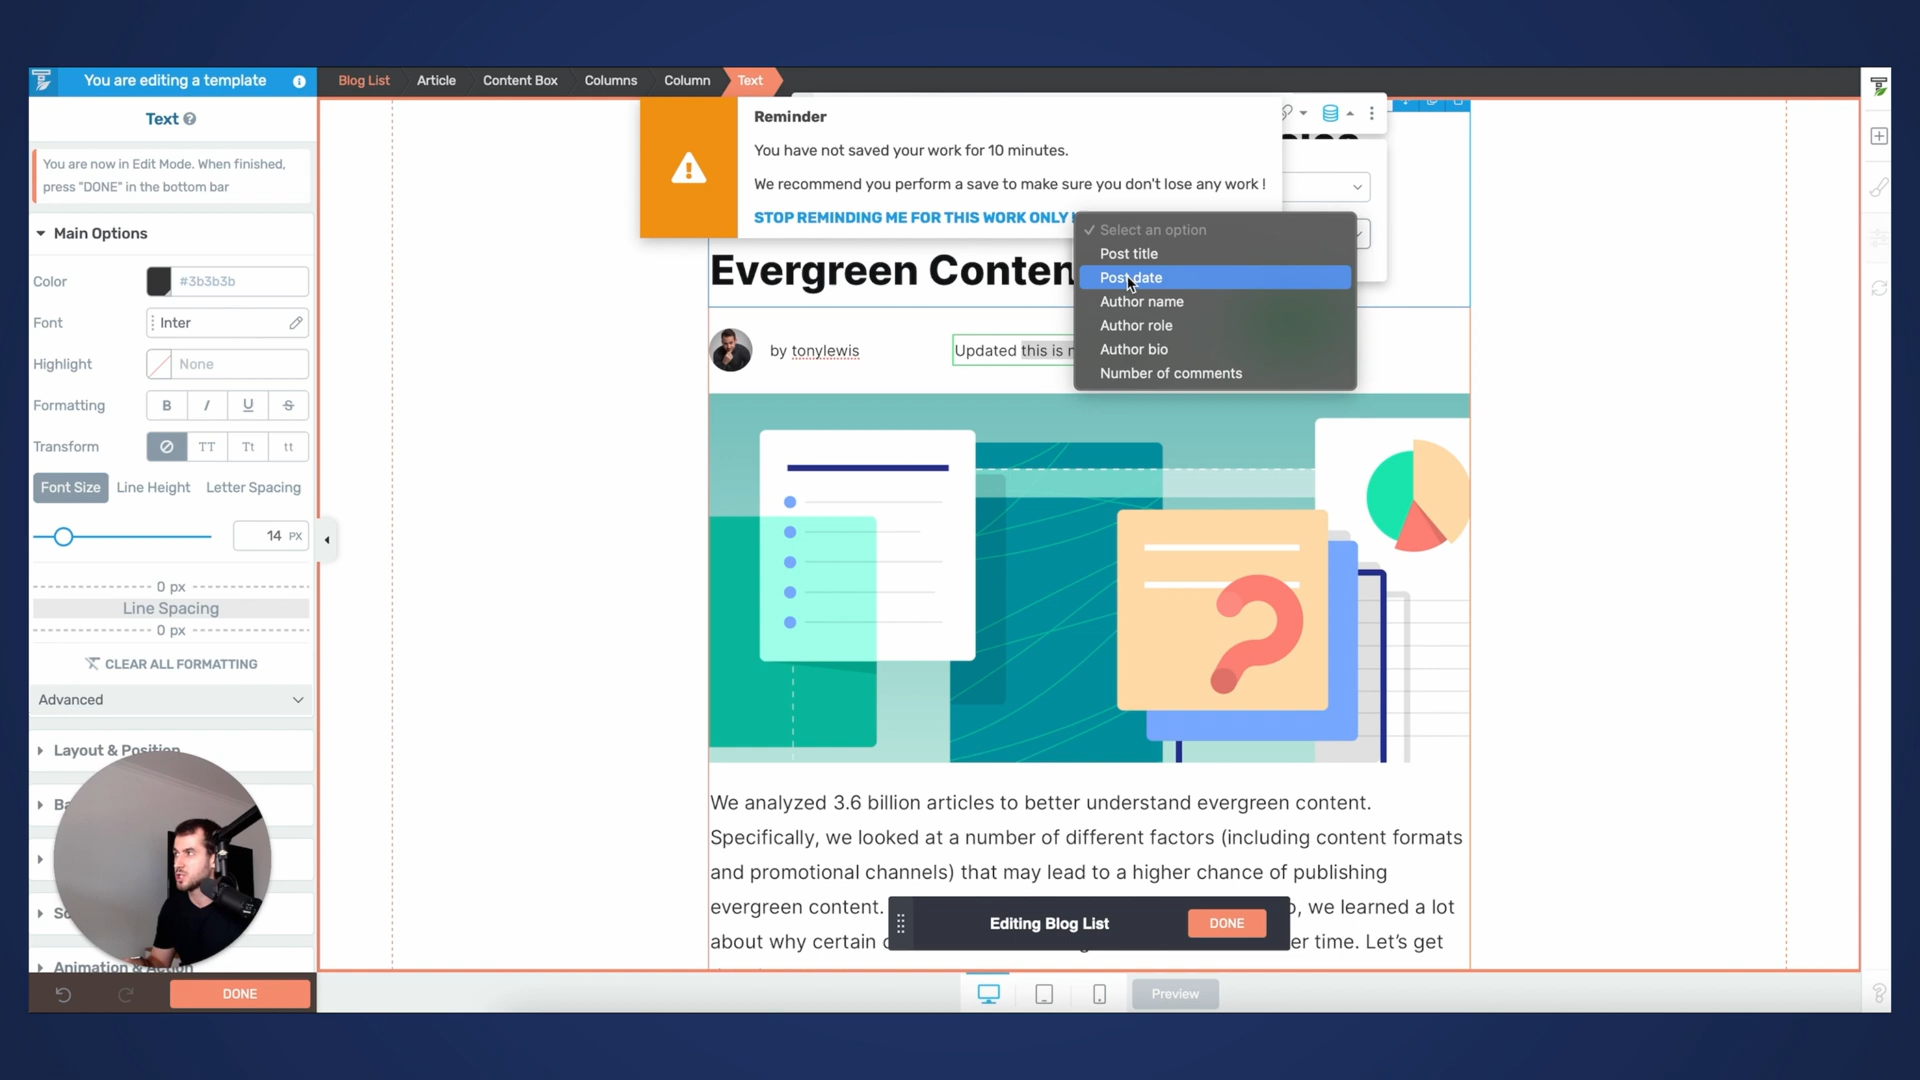 You are editing a template
Blog List
Article
Content Box
Columns
Column
Text
Text
You are now in Edit Mode. When finished,
press "DONE" in the bottom bar
Main Options
Color
#3b3b3b
Font
Inter
Highlight
None
Formatting
B I U S
Transform
TT Tt tt
Font Size
Line Height
Letter Spacing
14 PX
0 px
Line Spacing
0 px
CLEAR ALL FORMATTING
Advanced
Layout & Position
Animation & Action
DONE
Reminder
You have not saved your work for 10 minutes.
We recommend you perform a save to make sure you don't lose any work !
STOP REMINDING ME FOR THIS WORK ONLY
Select an option
Post title
Post date
Author name
Author role
Author bio
Number of comments
Evergreen Conten
by tonylewis
Updated this is
We analyzed 3.6 billion articles to better understand evergreen content.
Specifically, we looked at a number of different factors (including content formats
and promotional channels) that may lead to a higher chance of publishing
evergreen content. we learned a lot
about why certain er time. Let's get
Editing Blog List
DONE
Preview